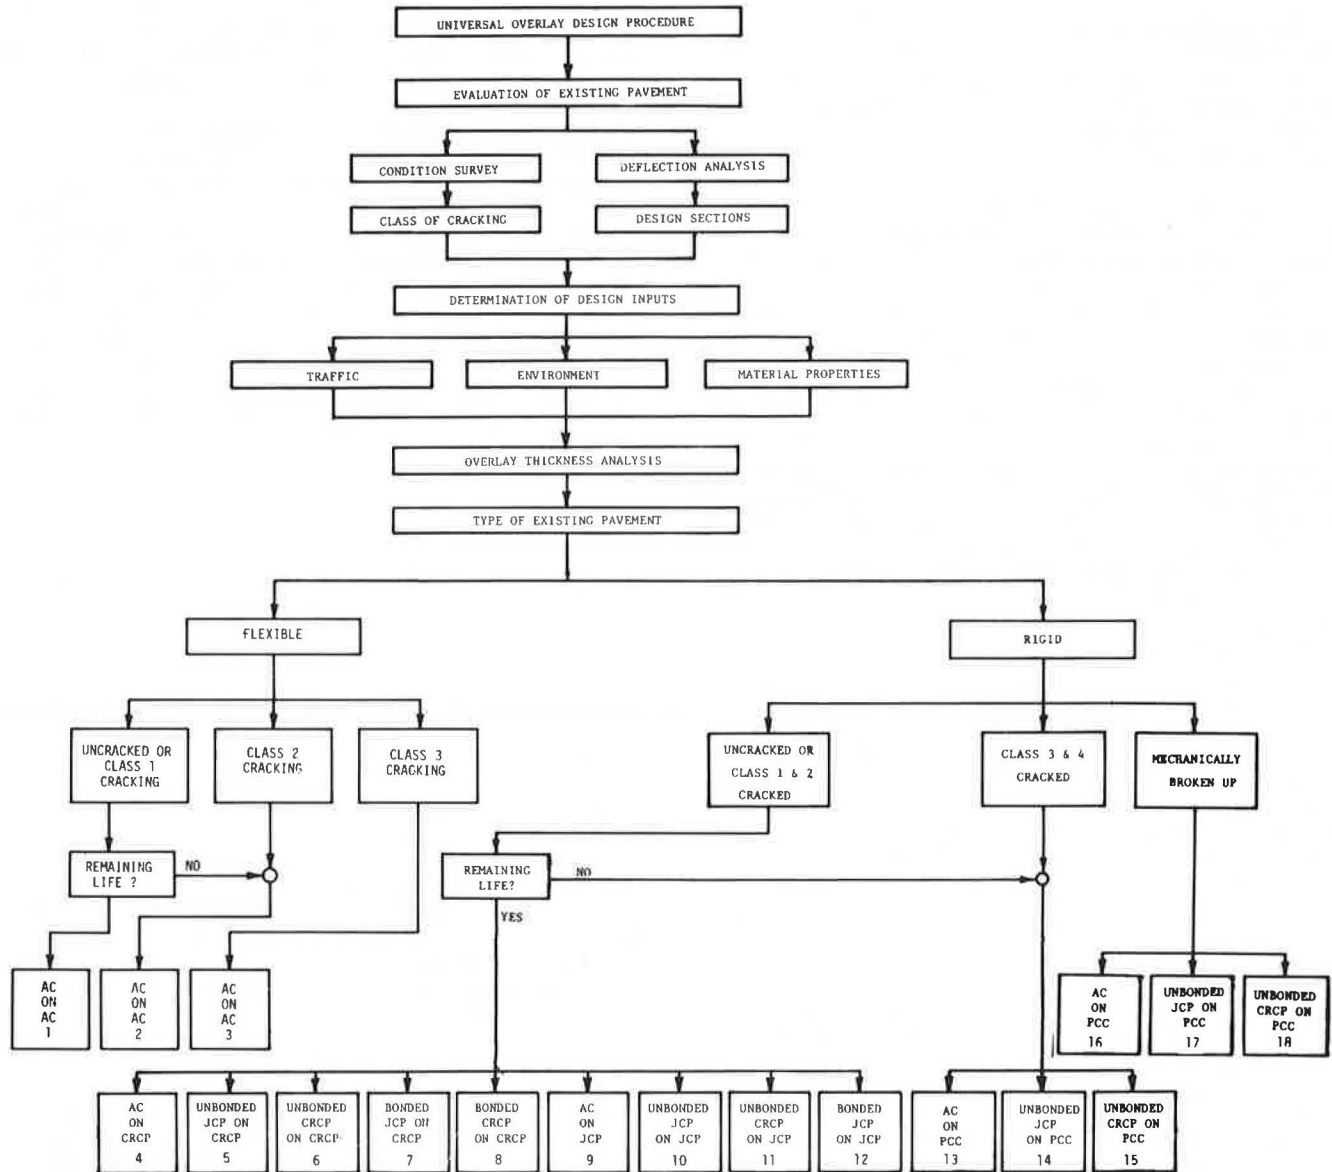 UNIVERSAL OVERLAY DESIGN PROCEDURE
EVALUATION OF EXISTING PAVEMENT
CONDITION SURVEY
DEFLECTION ANALYSIS
CLASS OF CRACKING
DESIGN SECTIONS
DETERMINATION OF DESIGN INPUTS
TRAFFIC
ENVIRONMENT
MATERIAL PROPERTIES
OVERLAY THICKNESS ANALYSIS
TYPE OF EXISTING PAVEMENT
FLEXIBLE
RIGID
UNCRACKED OR
CLASS 1
CRACKING
CLASS 2
CRACKING
CLASS 3
CRACKING
UNCRACKED OR
CLASS 1 & 2
CRACKED
CLASS 3 & 4
CRACKED
MECHANICALLY
BROKEN UP
REMAINING
LIFE ?
NO
REMAINING
LIFE?
NO
YES
AC
ON
AC
1
AC
ON
AC
2
AC
ON
AC
3
AC
ON
PCC
16
UNBONDED
JCP ON
PCC
17
UNBONDED
CRCP ON
PCC
18
AC
ON
CRCP
4
UNBONDED
JCP ON
CRCP
5
UNBONDED
CRCP
ON CRCP
6
BONDED
JCP ON
CRCP
7
BONDED
CRCP
ON CRCP
8
AC
ON
JCP
9
UNBONDED
JCP
ON JCP
10
UNBONDED
CRCP
ON JCP
11
BONDED
JCP
ON JCP
12
AC
ON
PCC
13
UNBONDED
JCP
ON PCC
14
UNBONDED
CRCP ON
PCC
15